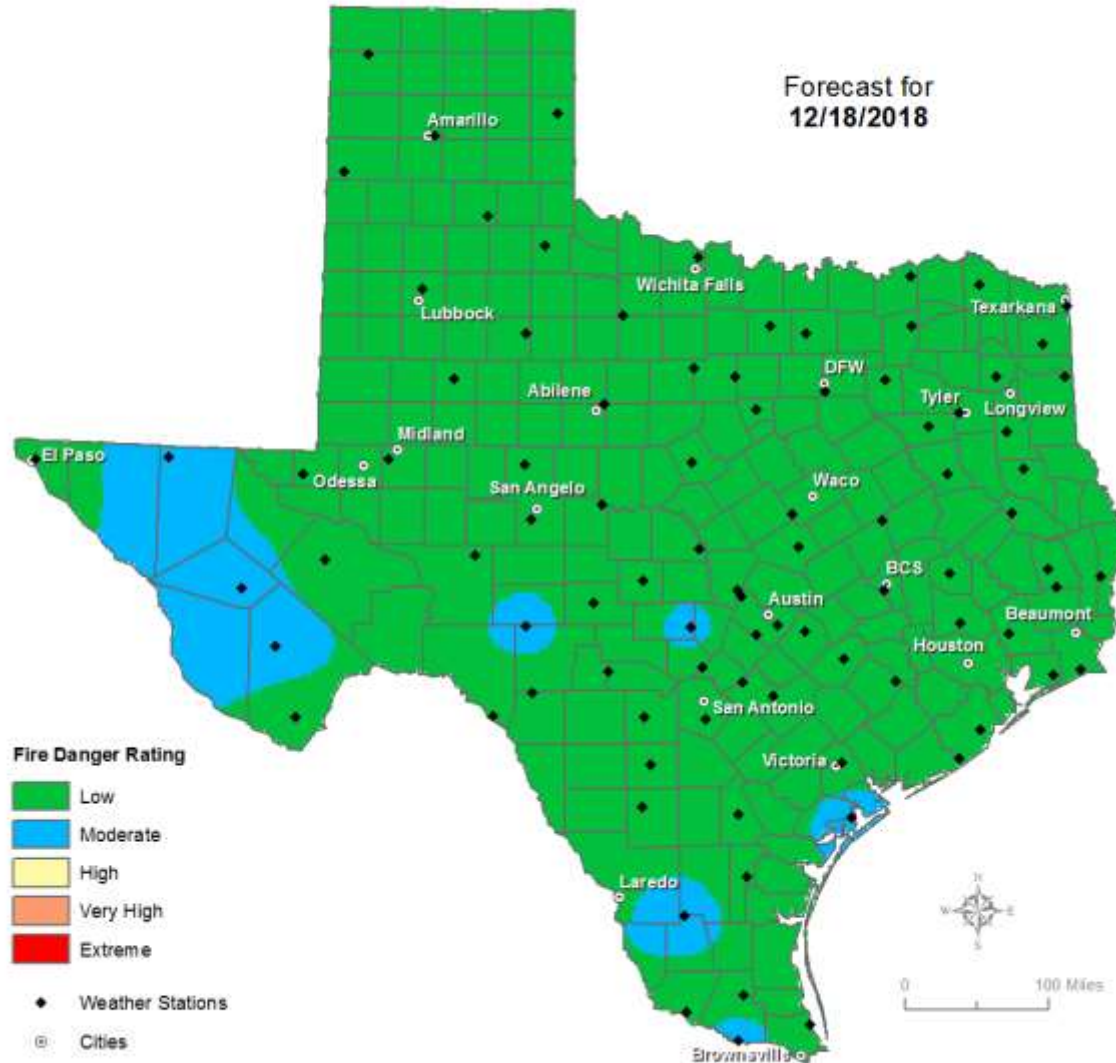 Forecast for
12/18/2018
Amarillo
Wichita Falls
Lubbock
Texarkana
DFW
Abilene
Tyler
Longview
Midland
El Paso
Odessa
San Angelo
Waco
BCS
Austin
Beaumont
Houston
San Antonio
Victoria
Fire Danger Rating
Low
Moderate
High
Very High
Extreme
Laredo
N
W
E
S
0 100 Miles
Weather Stations
Cities
Brownsville